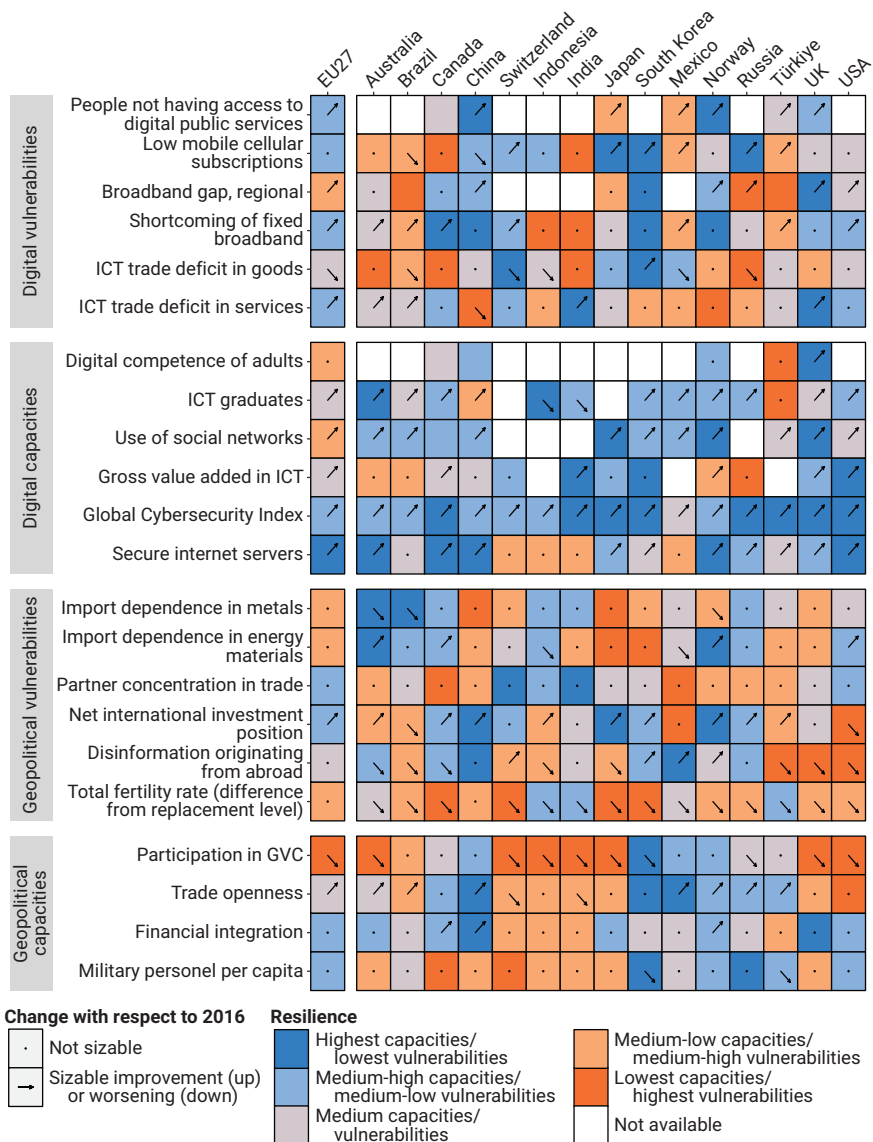 EU27
Australia
Brazil
Canada
China
Switzerland
Indonesia
India
Japan
South Korea
Mexico
Norway
Russia
Türkiye
UK
USA
Digital vulnerabilities
People not having access to
digital public services
Low mobile cellular
subscriptions
Broadband gap, regional
Shortcoming of fixed
broadband
ICT trade deficit in goods
ICT trade deficit in services
Digital capacities
Digital competence of adults
ICT graduates
Use of social networks
Gross value added in ICT
Global Cybersecurity Index
Secure internet servers
Geopolitical vulnerabilities
Import dependence in metals
Import dependence in energy
materials
Partner concentration in trade
Net international investment
position
Disinformation originating
from abroad
Total fertility rate (difference
from replacement level)
Geopolitical
capacities
Participation in GVC
Trade openness
Financial integration
Military personel per capita
Change with respect to 2016
Not sizable
Sizable improvement (up)
or worsening (down)
Resilience
Highest capacities/
lowest vulnerabilities
Medium-high capacities/
medium-low vulnerabilities
Medium capacities/
vulnerabilities
Medium-low capacities/
medium-high vulnerabilities
Lowest capacities/
highest vulnerabilities
Not available